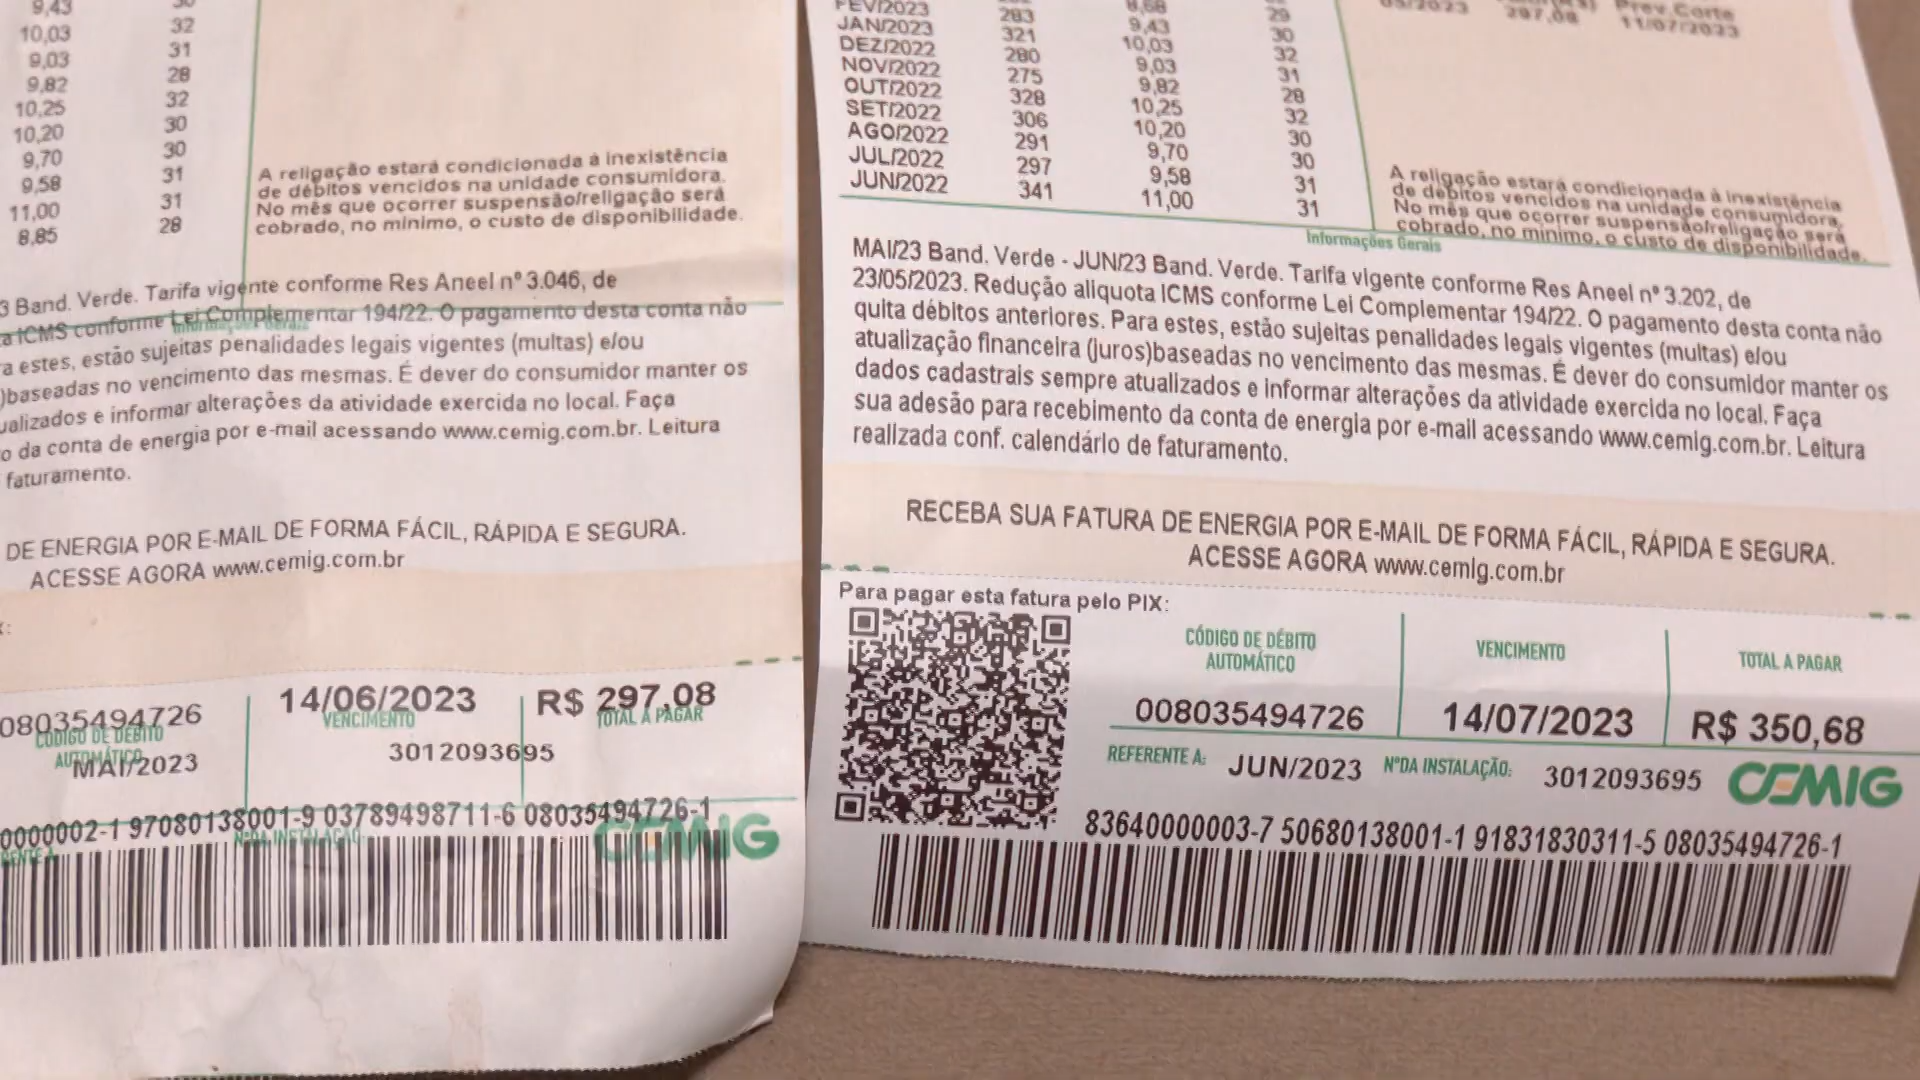 9,43 30
10,03 32
9,03 31
9,82 28
10,25 32
10,20 30
9,70 30
9,58 31
11,00 31
8,85 28
A religação estará condicionada à inexistência
de débitos vencidos na unidade consumidora.
No mês que ocorrer suspensão/religação será
cobrado, no mínimo, o custo de disponibilidade.
3 Band. Verde. Tarifa vigente conforme Res Aneel nº 3.046, de
a ICMS conforme Lei Complementar 194/22. O pagamento desta conta não
ra estes, estão sujeitas penalidades legais vigentes (multas) e/ou
)baseadas no vencimento das mesmas. É dever do consumidor manter os
ualizados e informar alterações da atividade exercida no local. Faça
o da conta de energia por e-mail acessando www.cemig.com.br. Leitura
faturamento.
DE ENERGIA POR E-MAIL DE FORMA FÁCIL, RÁPIDA E SEGURA.
ACESSE AGORA www.cemig.com.br
08035494726 14/06/2023 R$ 297,08
CÓDIGO DE DÉBITO VENCIMENTO TOTAL A PAGAR
AUTOMÁTICO
MAI/2023 3012093695
0000002-1 97080138001-9 03789498711-6 08035494726-1
Nº DA INSTALAÇÃO CEMIG
FEV/2023 283 8,68 29
JAN/2023 321 9,43 30
DEZ/2022 280 10,03 32
NOV/2022 275 9,03 31
OUT/2022 328 9,82 28
SET/2022 306 10,25 32
AGO/2022 291 10,20 30
JUL/2022 297 9,70 30
JUN/2022 341 9,58 31
11,00 31
Prev.Corte
05/2023 297,08 11/07/2023
A religação estará condicionada à inexistência
de débitos vencidos na unidade consumidora.
No mês que ocorrer suspensão/religação será
cobrado, no mínimo, o custo de disponibilidade.
Informações Gerais
MAI/23 Band. Verde - JUN/23 Band. Verde. Tarifa vigente conforme Res Aneel nº 3.202, de
23/05/2023. Redução aliquota ICMS conforme Lei Complementar 194/22. O pagamento desta conta não
quita débitos anteriores. Para estes, estão sujeitas penalidades legais vigentes (multas) e/ou
atualização financeira (juros)baseadas no vencimento das mesmas. É dever do consumidor manter os
dados cadastrais sempre atualizados e informar alterações da atividade exercida no local. Faça
sua adesão para recebimento da conta de energia por e-mail acessando www.cemig.com.br. Leitura
realizada conf. calendário de faturamento.
RECEBA SUA FATURA DE ENERGIA POR E-MAIL DE FORMA FÁCIL, RÁPIDA E SEGURA.
ACESSE AGORA www.cemig.com.br
Para pagar esta fatura pelo PIX:
CÓDIGO DE DÉBITO
AUTOMÁTICO VENCIMENTO TOTAL A PAGAR
008035494726 14/07/2023 R$ 350,68
REFERENTE A: JUN/2023 Nº DA INSTALAÇÃO: 3012093695 CEMIG
83640000003-7 50680138001-1 91831830311-5 08035494726-1